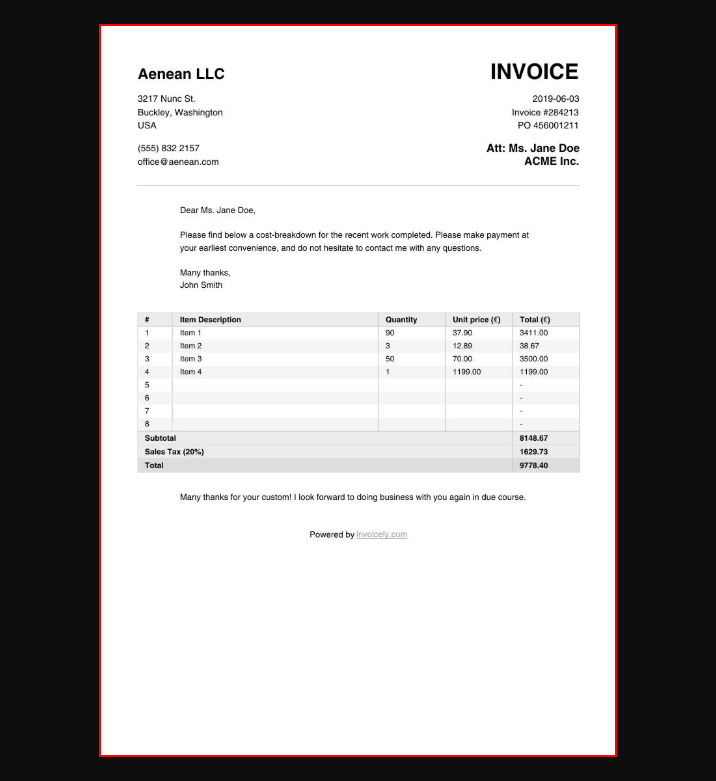 Aenean LLC
INVOICE
3217 Nunc St.
Buckley, Washington
USA
2019-06-03
Invoice #284213
PO 456001211
(555) 832 2157
office@aenean.com
Att: Ms. Jane Doe
ACME Inc.
Dear Ms. Jane Doe,
Please find below a cost-breakdown for the recent work completed. Please make payment at
your earliest convenience, and do not hesitate to contact me with any questions.
Many thanks,
John Smith
# Item Description Quantity Unit price (€) Total (€)
1 Item 1 90 37.90 3411.00
2 Item 2 3 12.89 38.67
3 Item 3 50 70.00 3500.00
4 Item 4 1 1199.00 1199.00
5 -
6 -
7 -
8 -
Subtotal 8148.67
Sales Tax (20%) 1629.73
Total 9778.40
Many thanks for your custom! I look forward to doing business with you again in due course.
Powered by invoicely.com